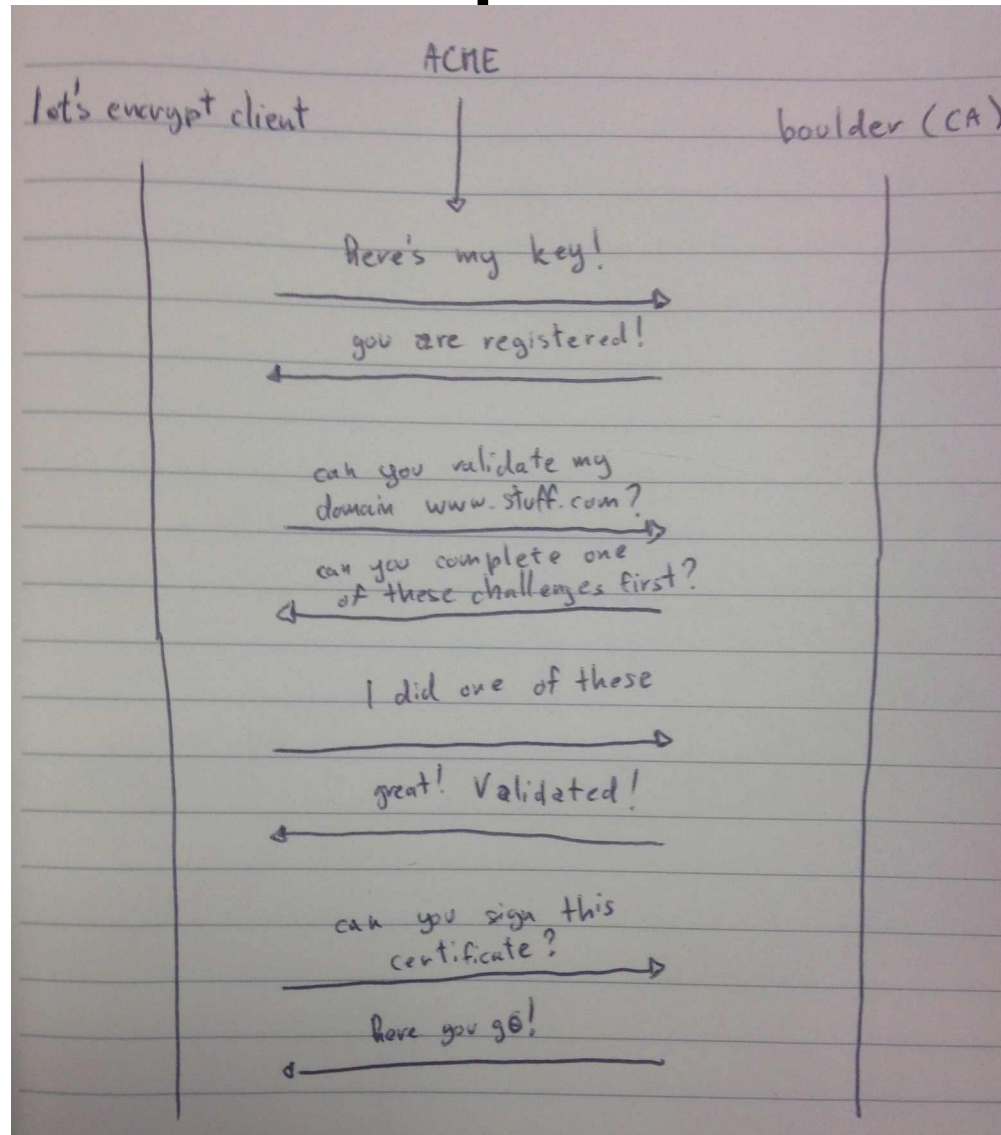 ACME
let's encrypt client
boulder (CA)
here's my key!
you are registered!
can you validate my
domain www.stuff.com?
can you complete one
of these challenges first?
I did one of these
great! Validated!
can you sign this
certificate?
here you go!